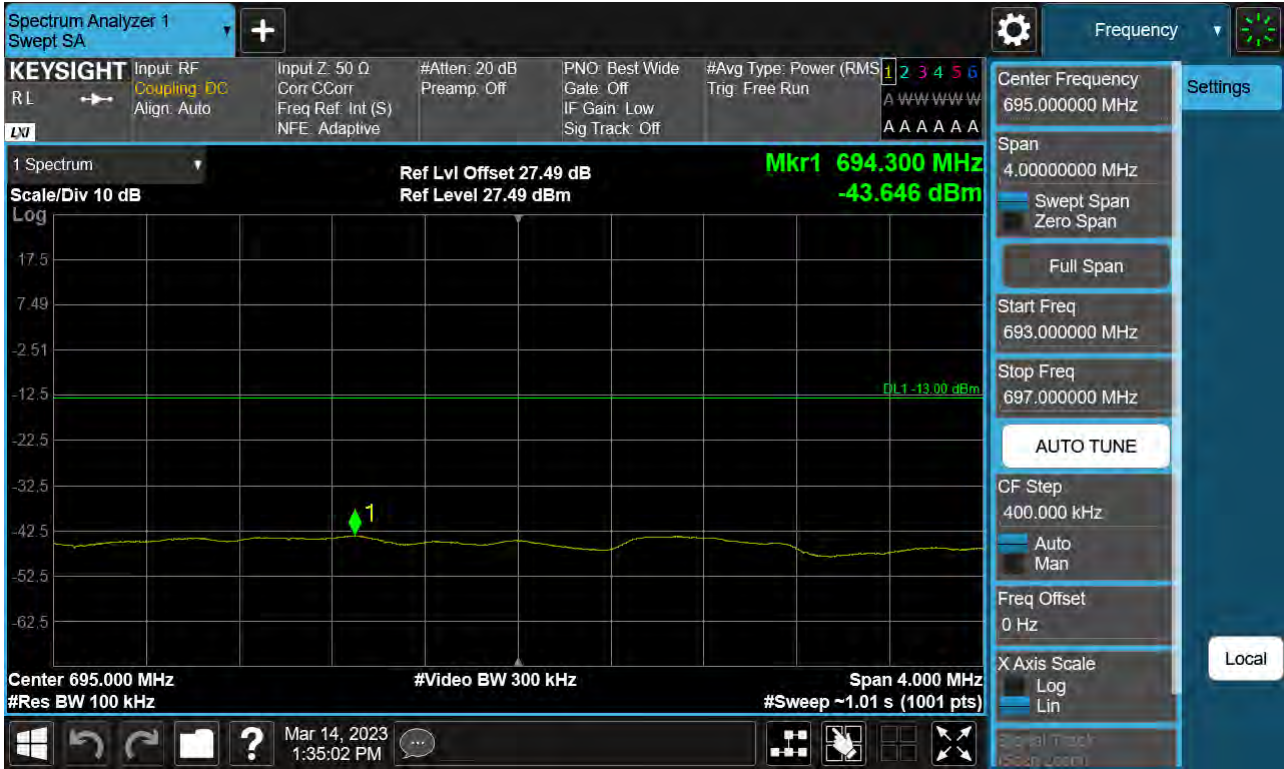 Spectrum Analyzer 1
Swept SA
Frequency
KEYSIGHT
RL
LXI
Input: RF
Coupling: DC
Align: Auto
Input Z: 50 Ω
Corr CCorr
Freq Ref: Int (S)
NFE: Adaptive
#Atten: 20 dB
Preamp: Off
PNO: Best Wide
Gate: Off
IF Gain: Low
Sig Track: Off
#Avg Type: Power (RMS
Trig: Free Run
1 2 3 4 5 6
A W W W W W
A A A A A A
1 Spectrum
Scale/Div 10 dB
Log
Ref Lvl Offset 27.49 dB
Ref Level 27.49 dBm
Mkr1 694.300 MHz
-43.646 dBm
17.5
7.49
-2.51
-12.5
-22.5
-32.5
-42.5
-52.5
-62.5
DL1 -13.00 dBm
1
Center 695.000 MHz
#Res BW 100 kHz
#Video BW 300 kHz
Span 4.000 MHz
#Sweep ~1.01 s (1001 pts)
Mar 14, 2023
1:35:02 PM
Center Frequency
695.000000 MHz
Span
4.00000000 MHz
Swept Span
Zero Span
Full Span
Start Freq
693.000000 MHz
Stop Freq
697.000000 MHz
AUTO TUNE
CF Step
400.000 kHz
Auto
Man
Freq Offset
0 Hz
X Axis Scale
Log
Lin
Signal Track
(Span Zoom)
Settings
Local